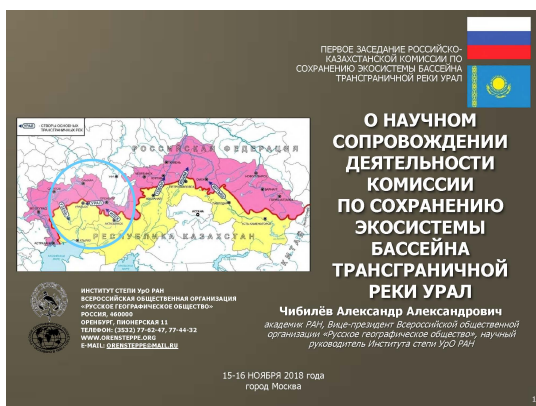 ПЕРВОЕ ЗАСЕДАНИЕ РОССИЙСКО-
КАЗАХСТАНСКОЙ КОМИССИИ ПО
СОХРАНЕНИЮ ЭКОСИСТЕМЫ БАССЕЙНА
ТРАНСГРАНИЧНОЙ РЕКИ УРАЛ
О НАУЧНОМ
СОПРОВОЖДЕНИИ
ДЕЯТЕЛЬНОСТИ
КОМИССИИ
ПО СОХРАНЕНИЮ
ЭКОСИСТЕМЫ
БАССЕЙНА
ТРАНСГРАНИЧНОЙ
РЕКИ УРАЛ
РОССИЙСКАЯ ФЕДЕРАЦИЯ
РЕСПУБЛИКА КАЗАХСТАН
Чибилёв Александр Александрович
академик РАН, Вице-президент Всероссийской общественной
организации «Русское географическое общество», научный
руководитель Института степи УрО РАН
ИНСТИТУТ СТЕПИ УрО РАН
ВСЕРОССИЙСКАЯ ОБЩЕСТВЕННАЯ ОРГАНИЗАЦИЯ
«РУССКОЕ ГЕОГРАФИЧЕСКОЕ ОБЩЕСТВО»
РОССИЯ, 460000
ОРЕНБУРГ, ПИОНЕРСКАЯ 11
ТЕЛЕФОН: (3532) 77-62-47, 77-44-32
WWW.ORENSTEPPE.ORG
E-MAIL: ORENSTEPPE@MAIL.RU
15-16 НОЯБРЯ 2018 года
город Москва
1